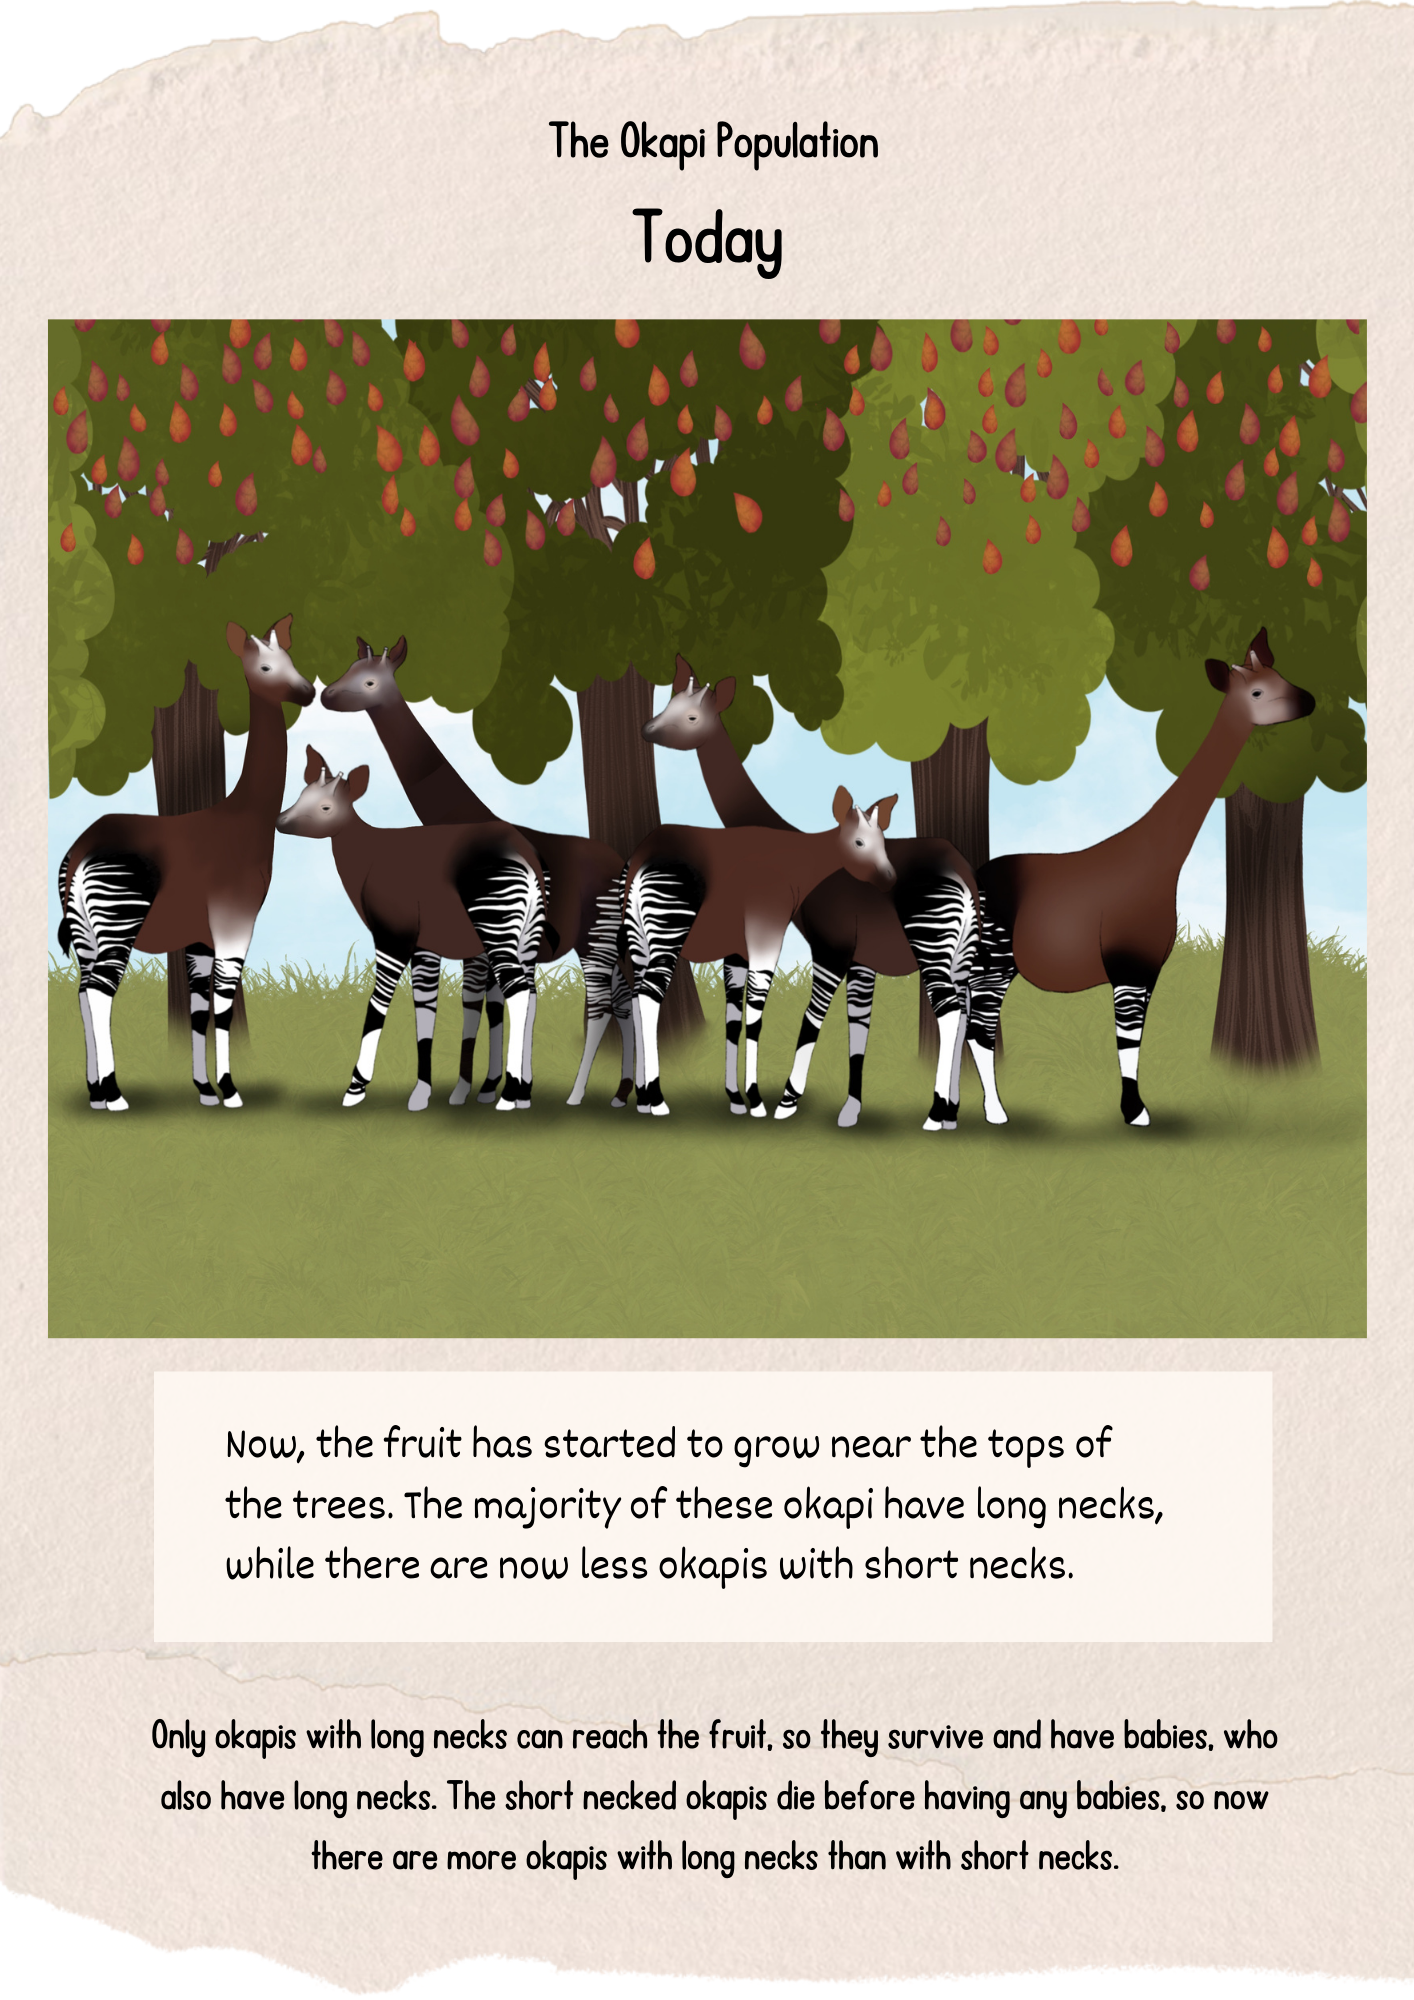 The Okapi Population
Today
Now, the fruit has started to grow near the tops of
the trees. The majority of these okapi have long necks,
while there are now less okapis with short necks.
Only okapis with long necks can reach the fruit, so they survive and have babies, who
also have long necks. The short necked okapis die before having any babies, so now
there are more okapis with long necks than with short necks.